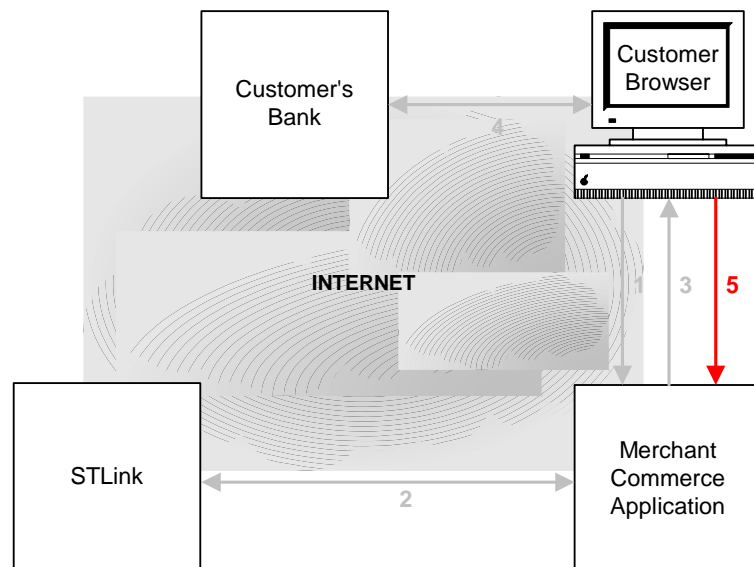 Customer's
Bank
Customer
Browser
4
INTERNET
1
3
5
STLink
2
Merchant
Commerce
Application